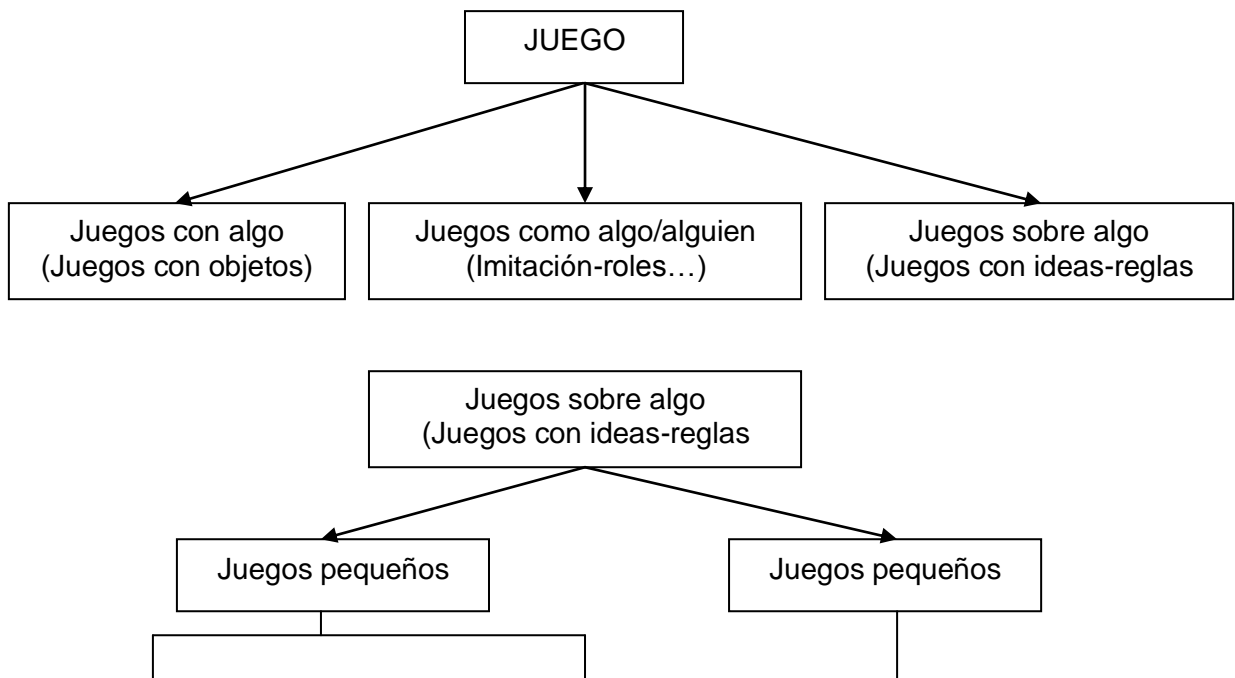 JUEGO
Juegos con algo
(Juegos con objetos)
Juegos como algo/alguien
(Imitación-roles…)
Juegos sobre algo
(Juegos con ideas-reglas
Juegos sobre algo
(Juegos con ideas-reglas
Juegos pequeños
Juegos pequeños